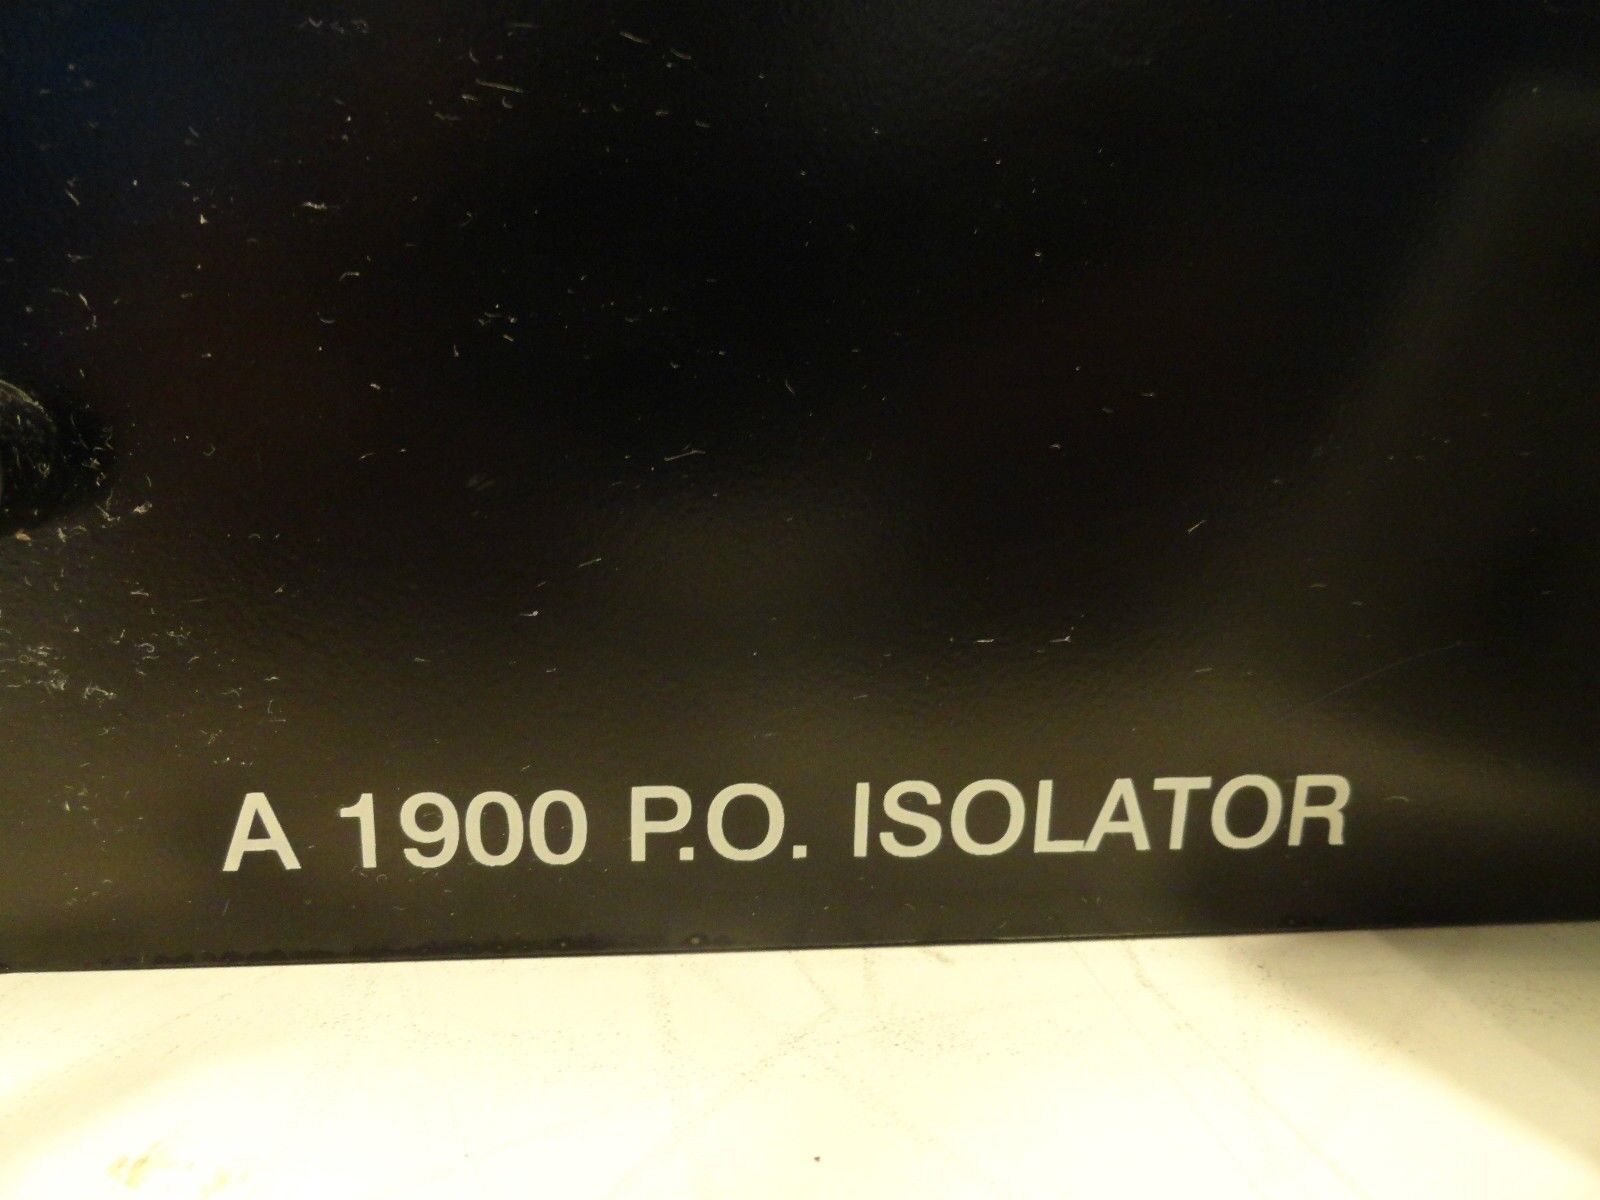 A 1900 P.O. ISOLATOR